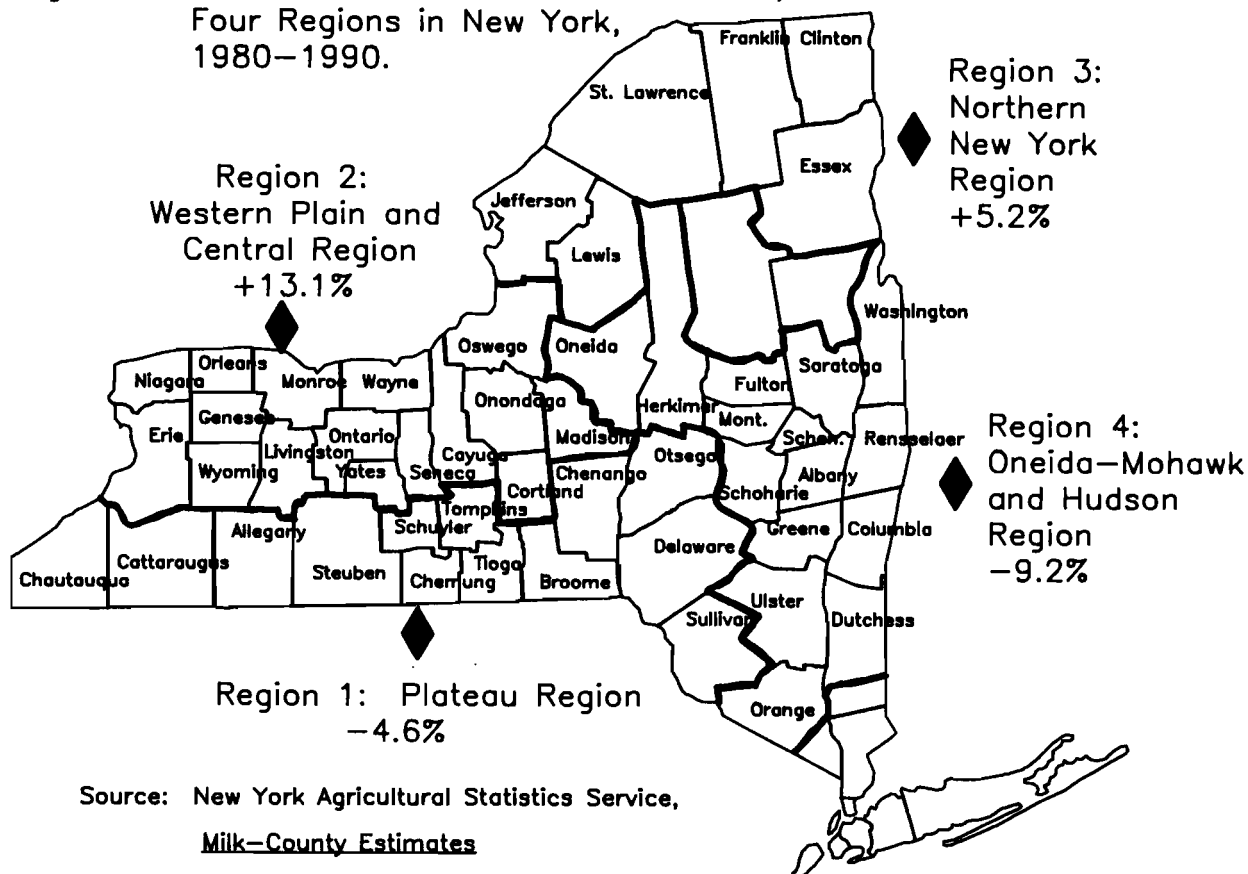 Four Regions in New York,
1980–1990.
Region 3:
Northern
New York
Region
+5.2%
Region 2:
Western Plain and
Central Region
+13.1%
Region 4:
Oneida–Mohawk
and Hudson
Region
−9.2%
Region 1: Plateau Region
−4.6%
Franklin
Clinton
St. Lawrence
Essex
Jefferson
Lewis
Washington
Oswego
Oneida
Saratoga
Niagara
Orleans
Monroe
Wayne
Fulton
Herkimer
Mont.
Genesee
Onondaga
Erie
Ontario
Livingston
Madison
Schen.
Rensselaer
Wyoming
Yates
Seneca
Cayuga
Chenango
Otsego
Albany
Cortland
Schoharie
Tompkins
Allegany
Schuyler
Greene
Columbia
Delaware
Chautauqua
Cattaraugus
Steuben
Chemung
Tioga
Broome
Ulster
Sullivan
Dutchess
Orange
Source: New York Agricultural Statistics Service,
Milk–County Estimates